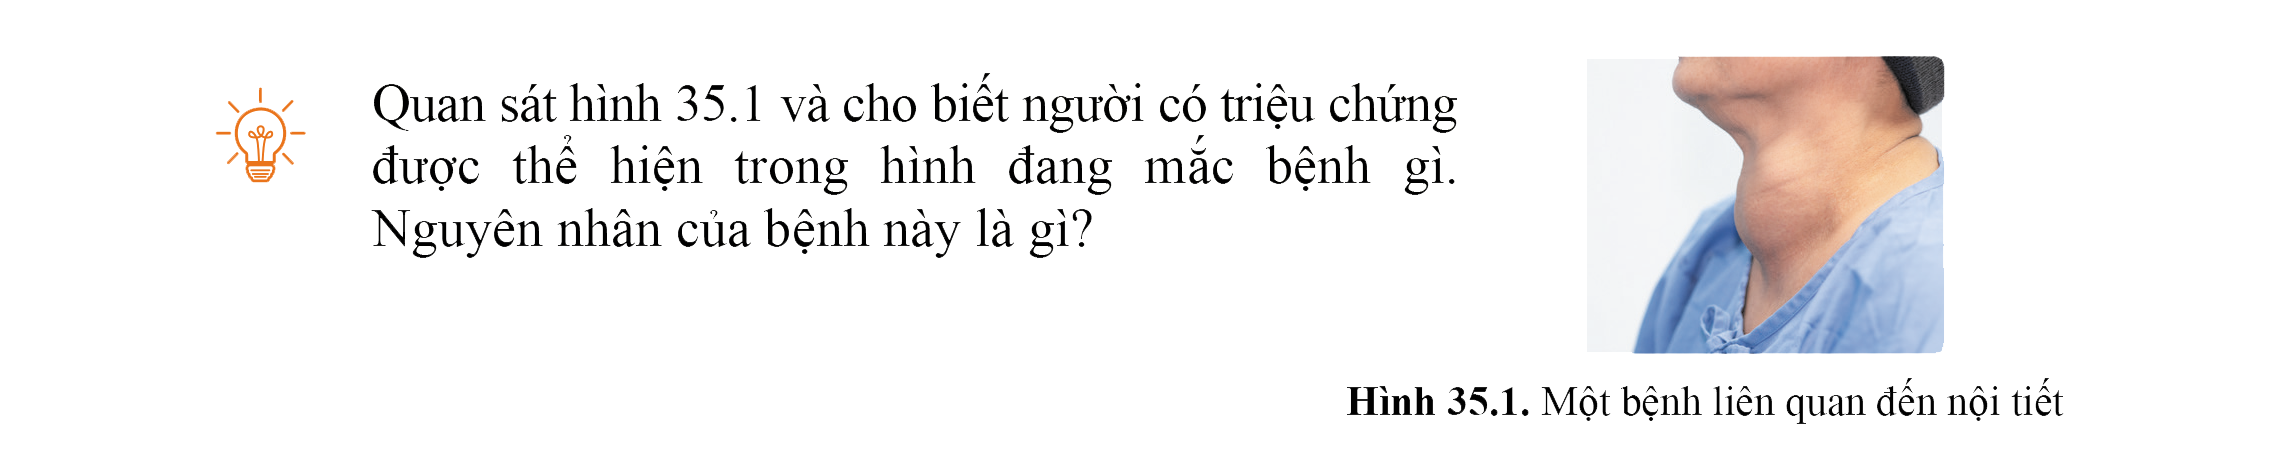 Quan sát hình 35.1 và cho biết người có triệu chứng
được thể hiện trong hình đang mắc bệnh gì.
Nguyên nhân của bệnh này là gì?
Hình 35.1. Một bệnh liên quan đến nội tiết